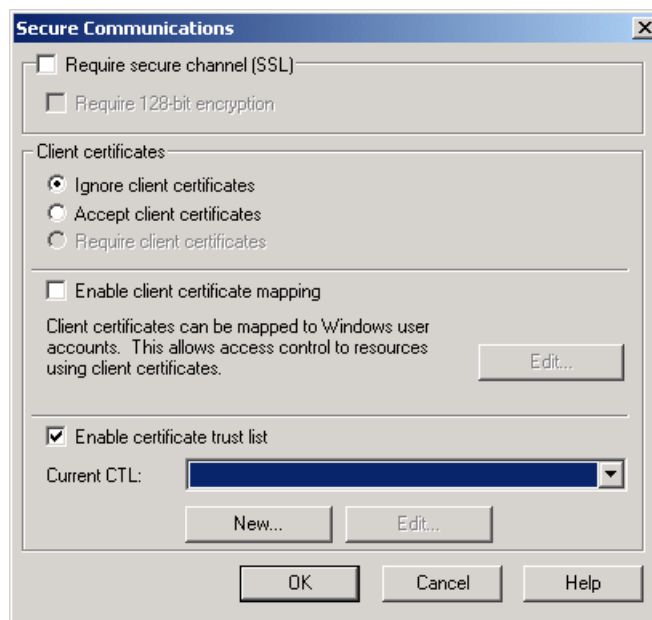 Secure Communications
Require secure channel (SSL)
Require 128-bit encryption
Client certificates
Ignore client certificates
Accept client certificates
Require client certificates
Enable client certificate mapping
Client certificates can be mapped to Windows user
accounts. This allows access control to resources
using client certificates.
Edit...
Enable certificate trust list
Current CTL:
New...
Edit...
OK
Cancel
Help